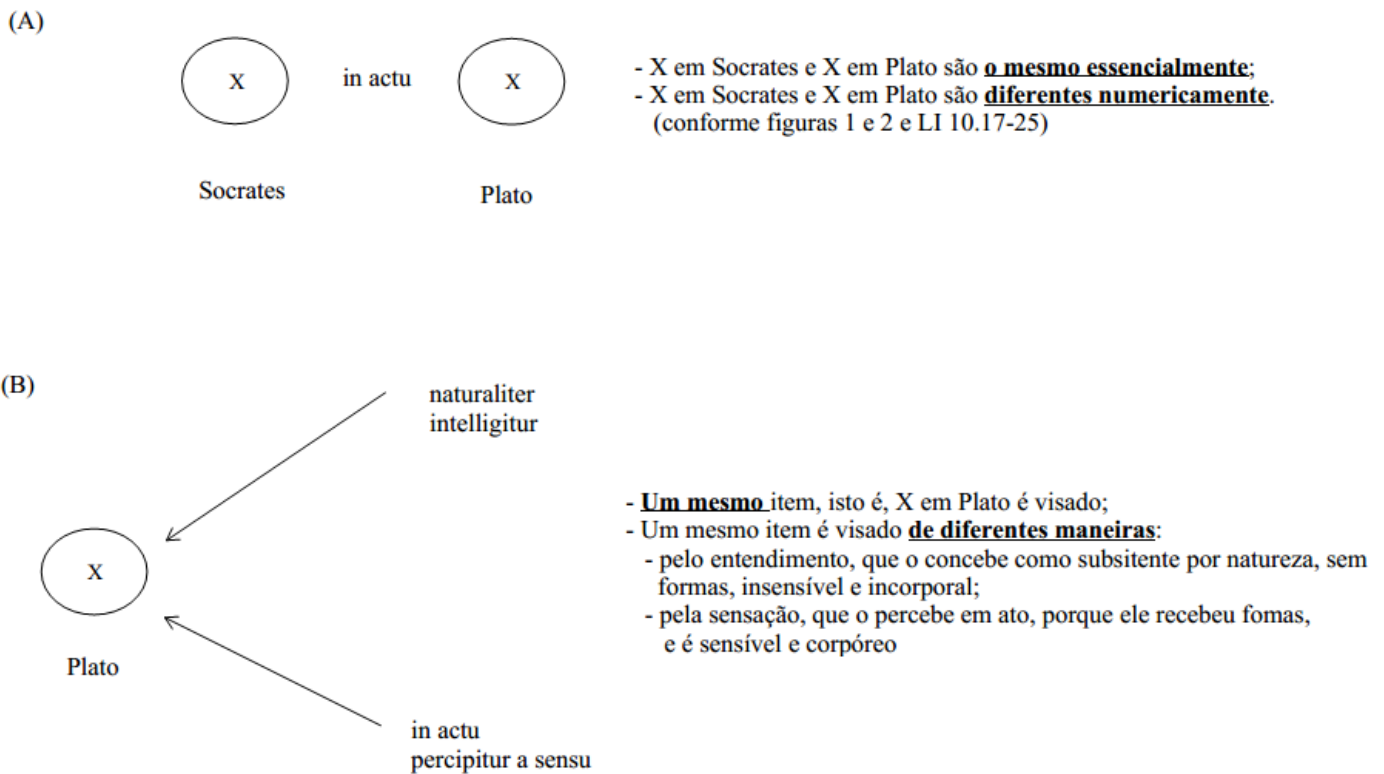 (A)
X
in actu
X
Socrates
Plato
- X em Socrates e X em Plato são o mesmo essencialmente;
- X em Socrates e X em Plato são diferentes numericamente.
(conforme figuras 1 e 2 e LI 10.17-25)
(B)
naturaliter
intelligitur
X
Plato
in actu
percipitur a sensu
- Um mesmo item, isto é, X em Plato é visado;
- Um mesmo item é visado de diferentes maneiras:
- pelo entendimento, que o concebe como subsitente por natureza, sem
formas, insensível e incorporal;
- pela sensação, que o percebe em ato, porque ele recebeu fomas,
e é sensível e corpóreo